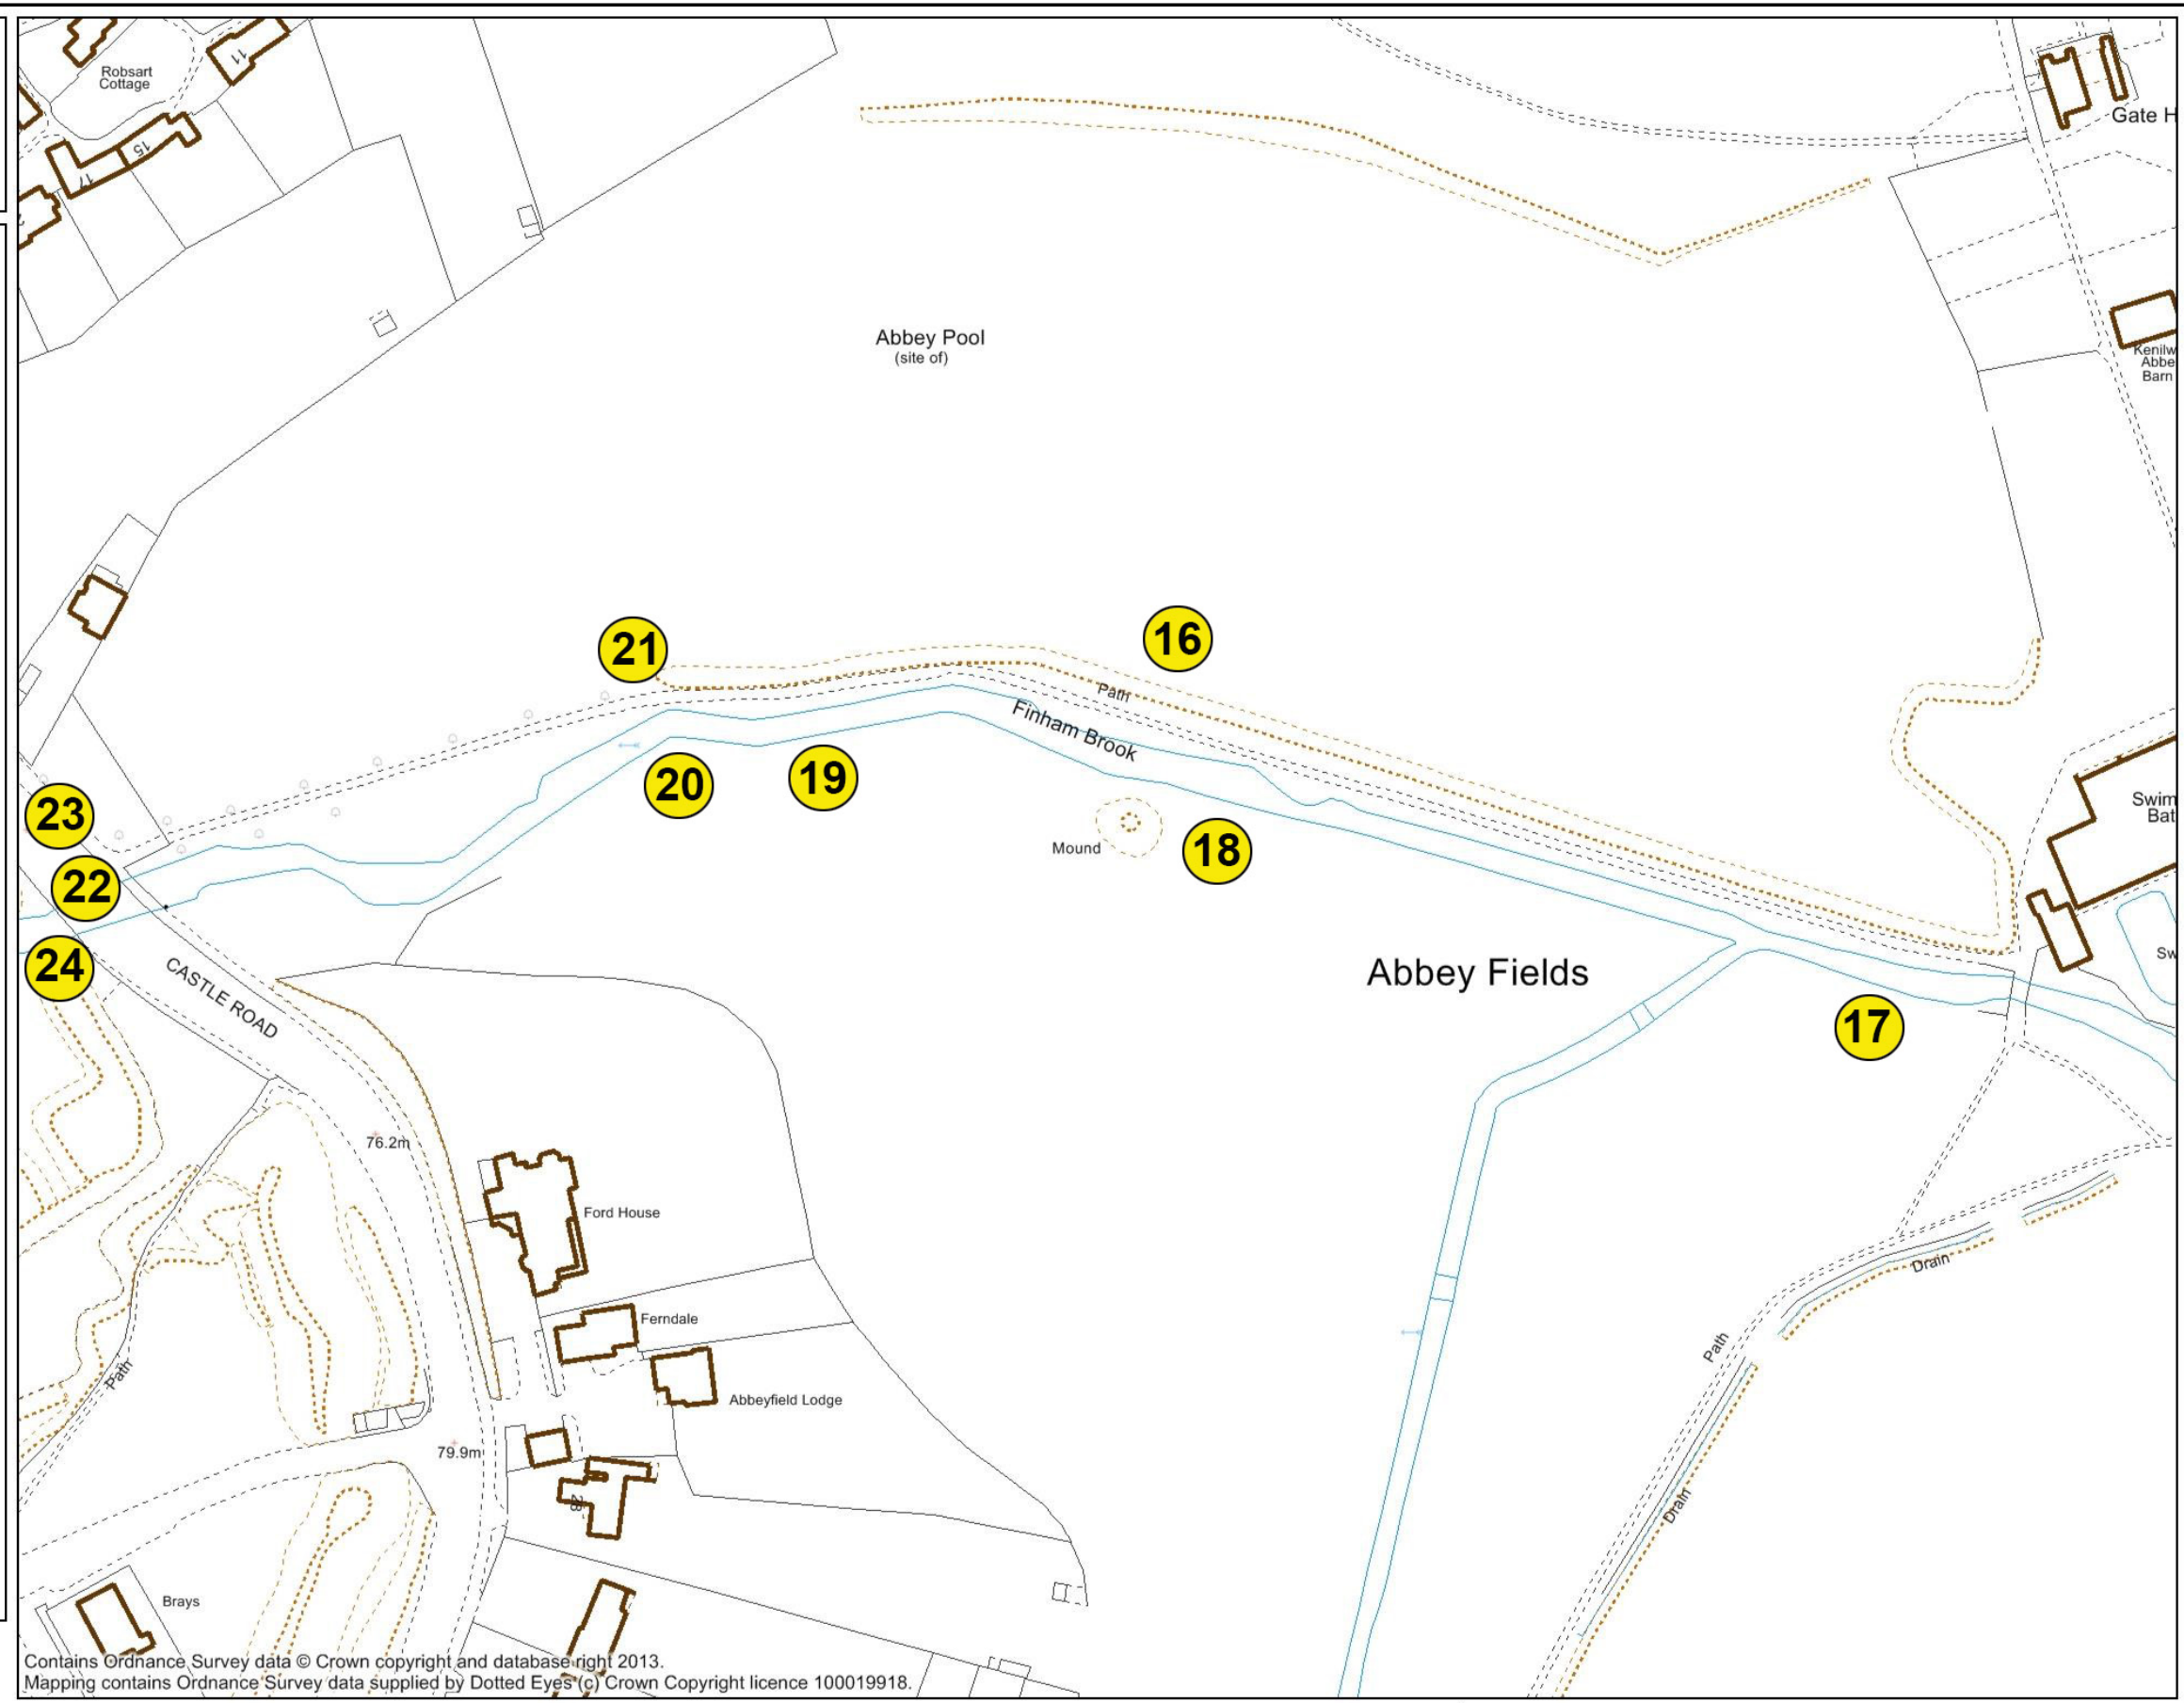 Robsart
Cottage
11
15
17
Gate H
Abbey Pool
(site of)
Kenilw
Abbe
Barn
21
16
Path
Finham Brook
20
19
23
Swim
Bat
22
Mound
18
24
CASTLE ROAD
Abbey Fields
Sw
17
76.2m
Ford House
Drain
Ferndale
Path
Path
Abbeyfield Lodge
79.9m
Drain
Brays
Contains Ordnance Survey data © Crown copyright and database right 2013.
Mapping contains Ordnance Survey data supplied by Dotted Eyes (c) Crown Copyright licence 100019918.